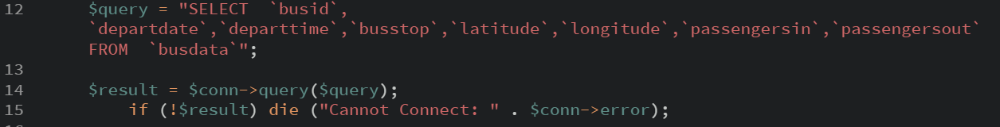 12 $query = "SELECT  `busid`,
`departdate`,`departtime`,`busstop`,`latitude`,`longitude`,`passengersin`,`passengersout`
FROM  `busdata`";
13
14 $result = $conn->query($query);
15 if (!$result) die ("Cannot Connect: " . $conn->error);